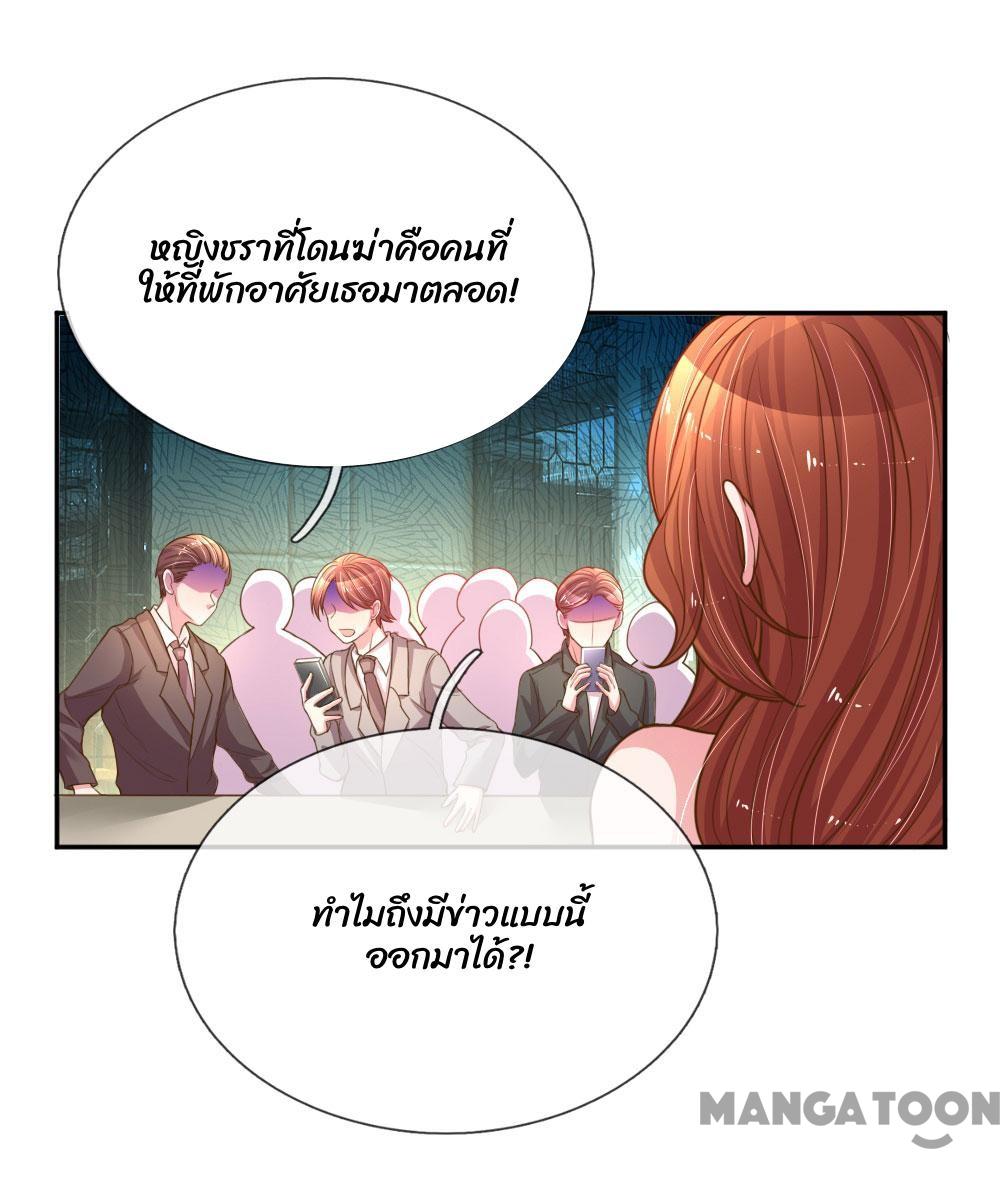 หญิงชราที่โดนฆ่าคือคนที่
ให้ที่พักอาศัยเธอมาตลอด!
ทำไมถึงมีข่าวแบบนี้
ออกมาได้?!
MANGATOON